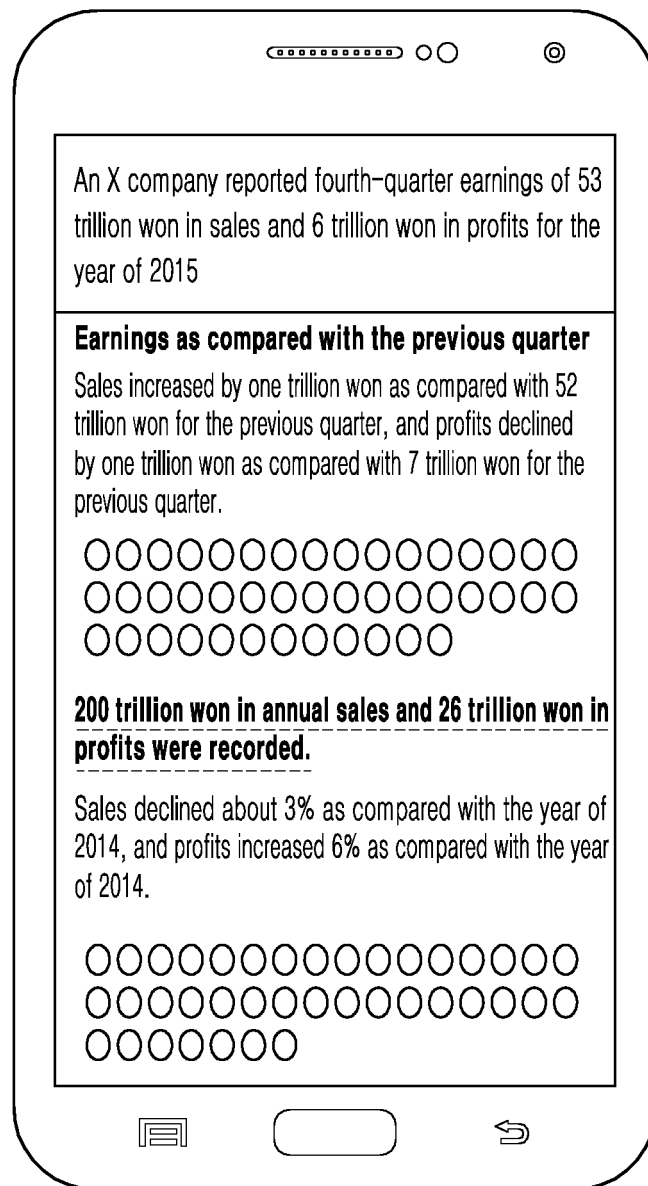 An X company reported fourth-quarter earnings of 53
trillion won in sales and 6 trillion won in profits for the
year of 2015
Earnings as compared with the previous quarter
Sales increased by one trillion won as compared with 52
trillion won for the previous quarter, and profits declined
by one trillion won as compared with 7 trillion won for the
previous quarter.
○○○○○○○○○○○○○○○○
○○○○○○○○○○○○○○○○
○○○○○○○○○○○○
200 trillion won in annual sales and 26 trillion won in
profits were recorded.
Sales declined about 3% as compared with the year of
2014, and profits increased 6% as compared with the year
of 2014.
○○○○○○○○○○○○○○○○
○○○○○○○○○○○○○○○○
○○○○○○○